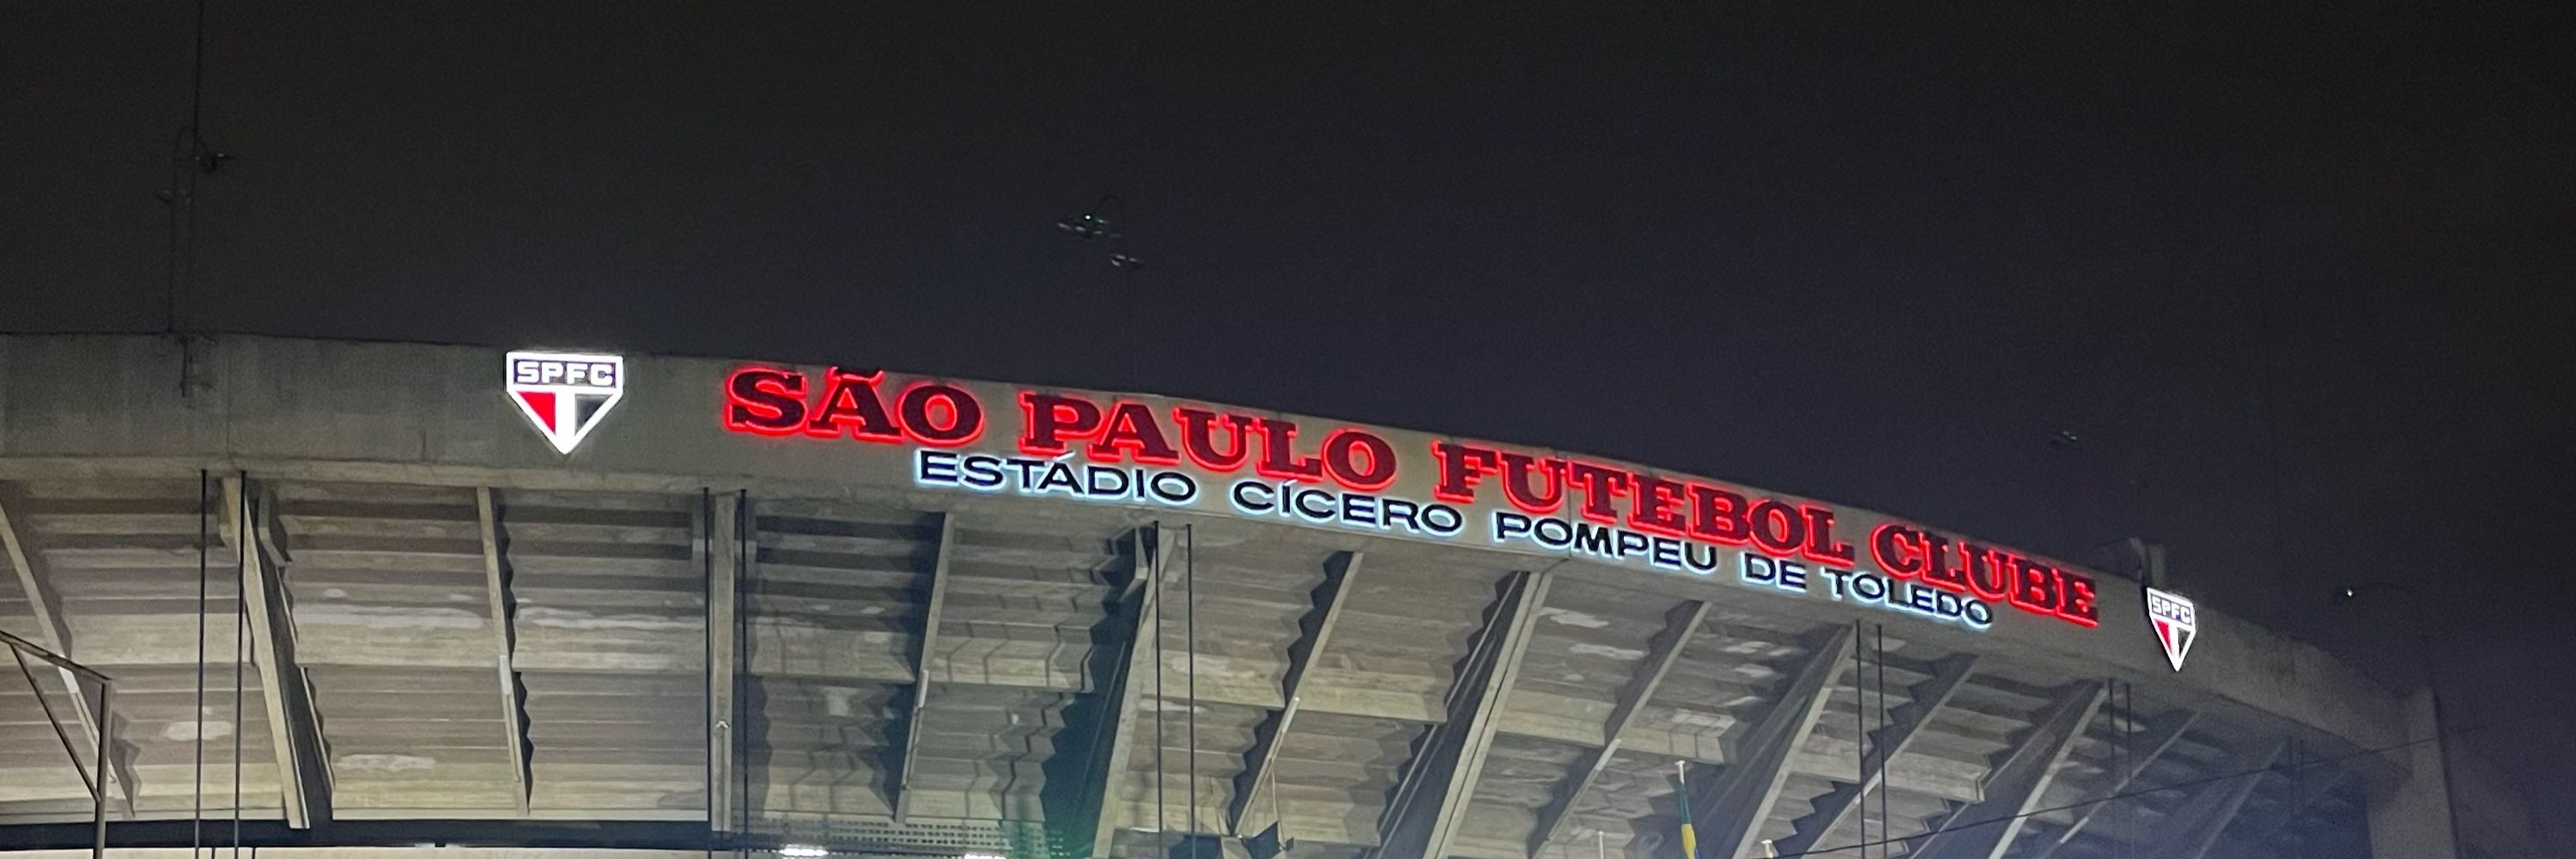 SPFC
SÃO PAULO FUTEBOL CLUBE
ESTÁDIO CÍCERO POMPEU DE TOLEDO
SPFC